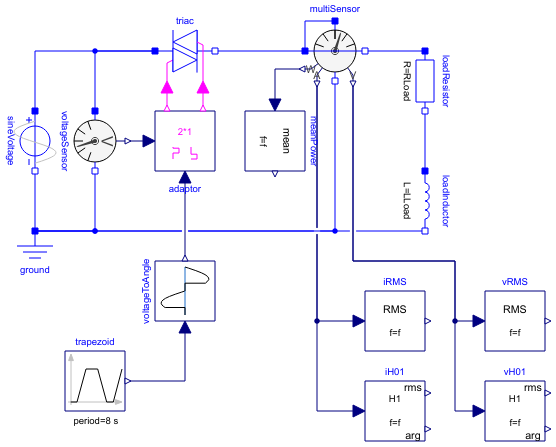 multiSensor
triac
W
A
V
R=RLoad
loadResistor
+
sineVoltage
-
voltageSensor
2*1
adaptor
mean
f=f
meanPower
L=LLoad
loadInductor
ground
voltageToAngle
iRMS
RMS
f=f
vRMS
RMS
f=f
trapezoid
period=8 s
iH01
rms
H1
f=f
arg
vH01
rms
H1
f=f
arg